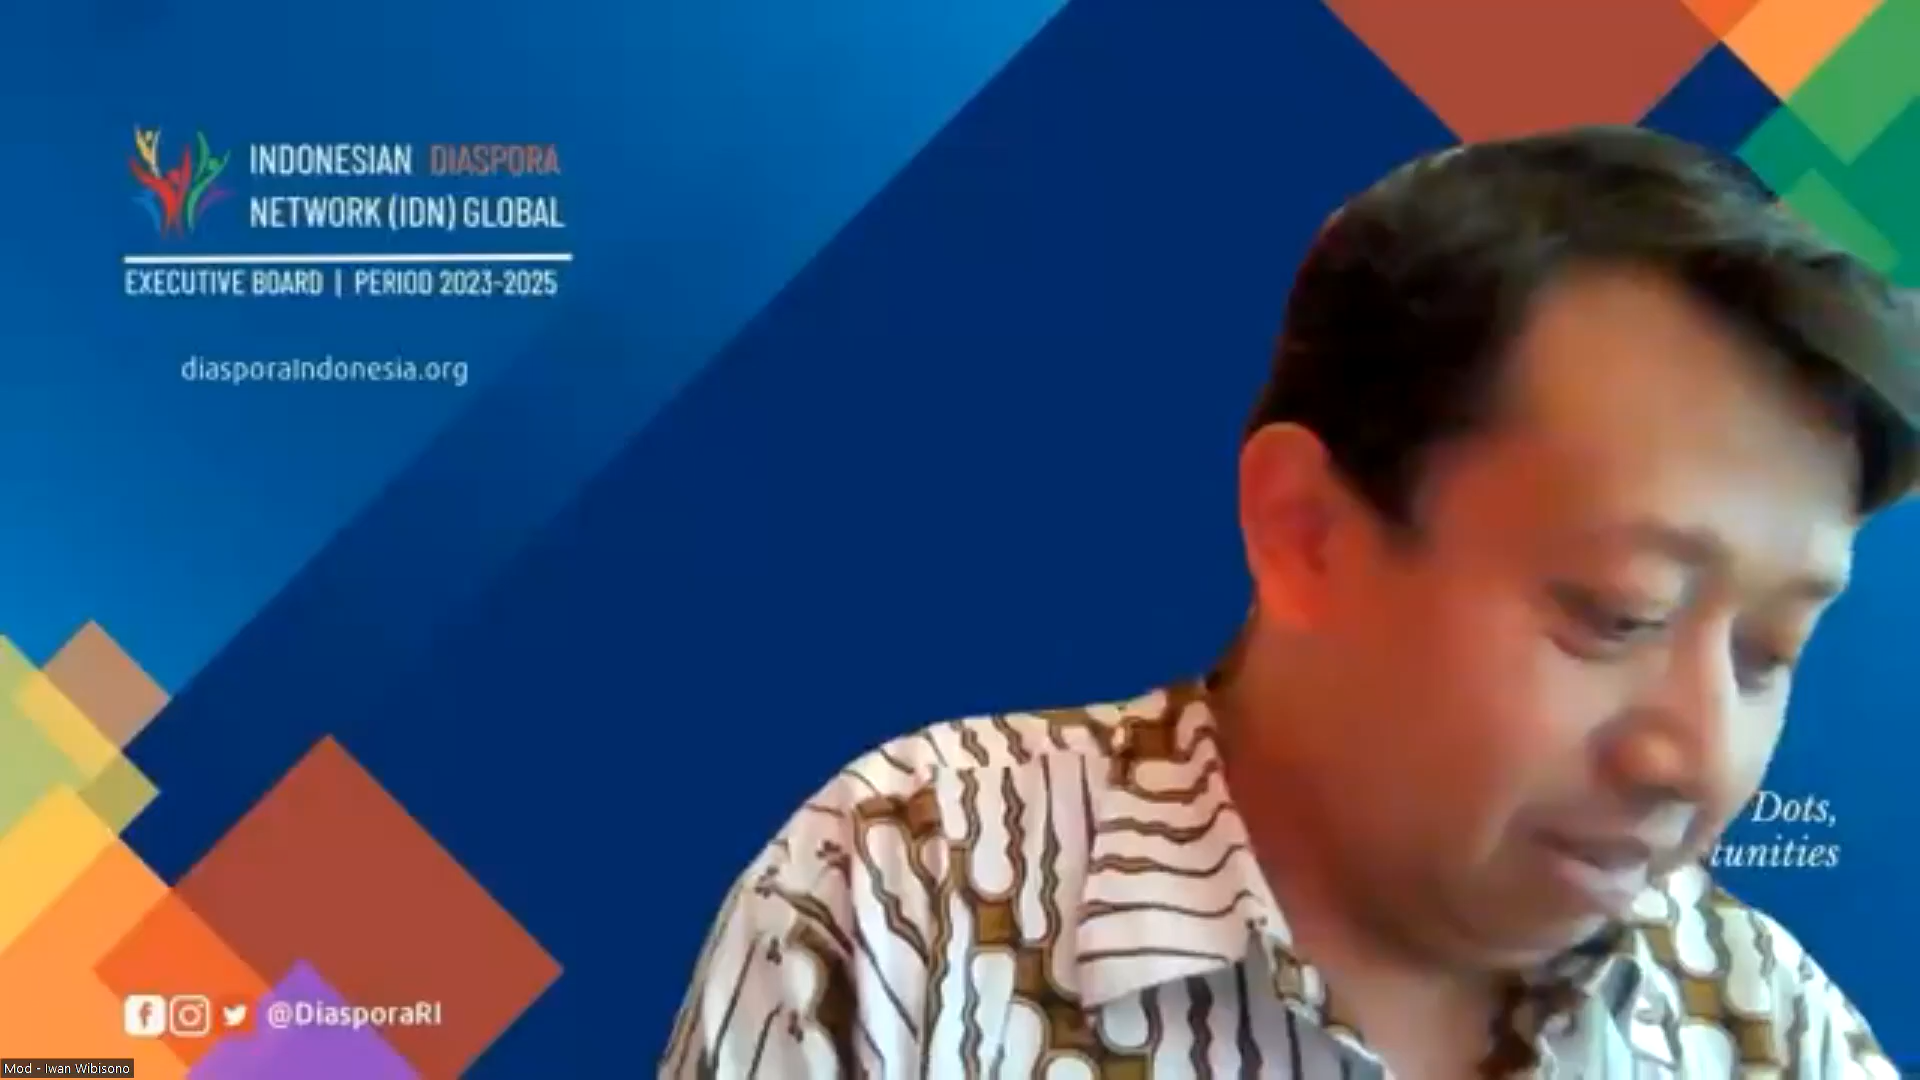 INDONESIAN DIASPORA
NETWORK (IDN) GLOBAL
EXECUTIVE BOARD | PERIOD 2023-2025
diasporaIndonesia.org
Dots,
tunities
@DiasporaRI
Mod - Iwan Wibisono